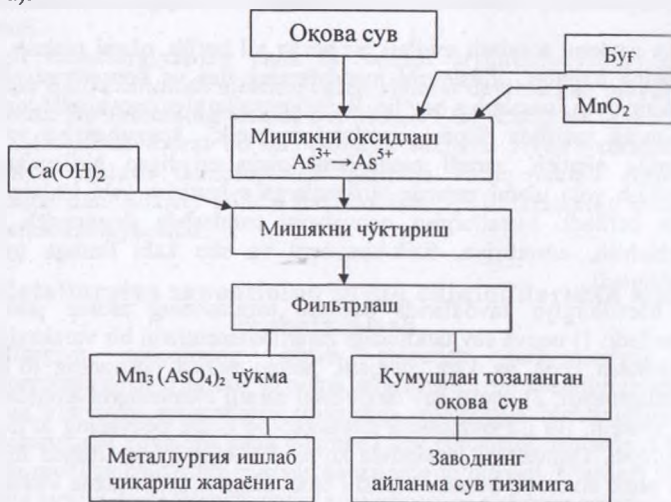 Оқова сув
Буғ
MnO₂
Мишякни оксидлаш
As³⁺→As⁵⁺
Ca(OH)₂
Мишякни чўктириш
Фильтрлаш
Mn₃ (AsO₄)₂ чўкма
Кумушдан тозаланган
оқова сув
Металлургия ишлаб
чиқариш жараёнига
Заводнинг
айланма сув тизимига